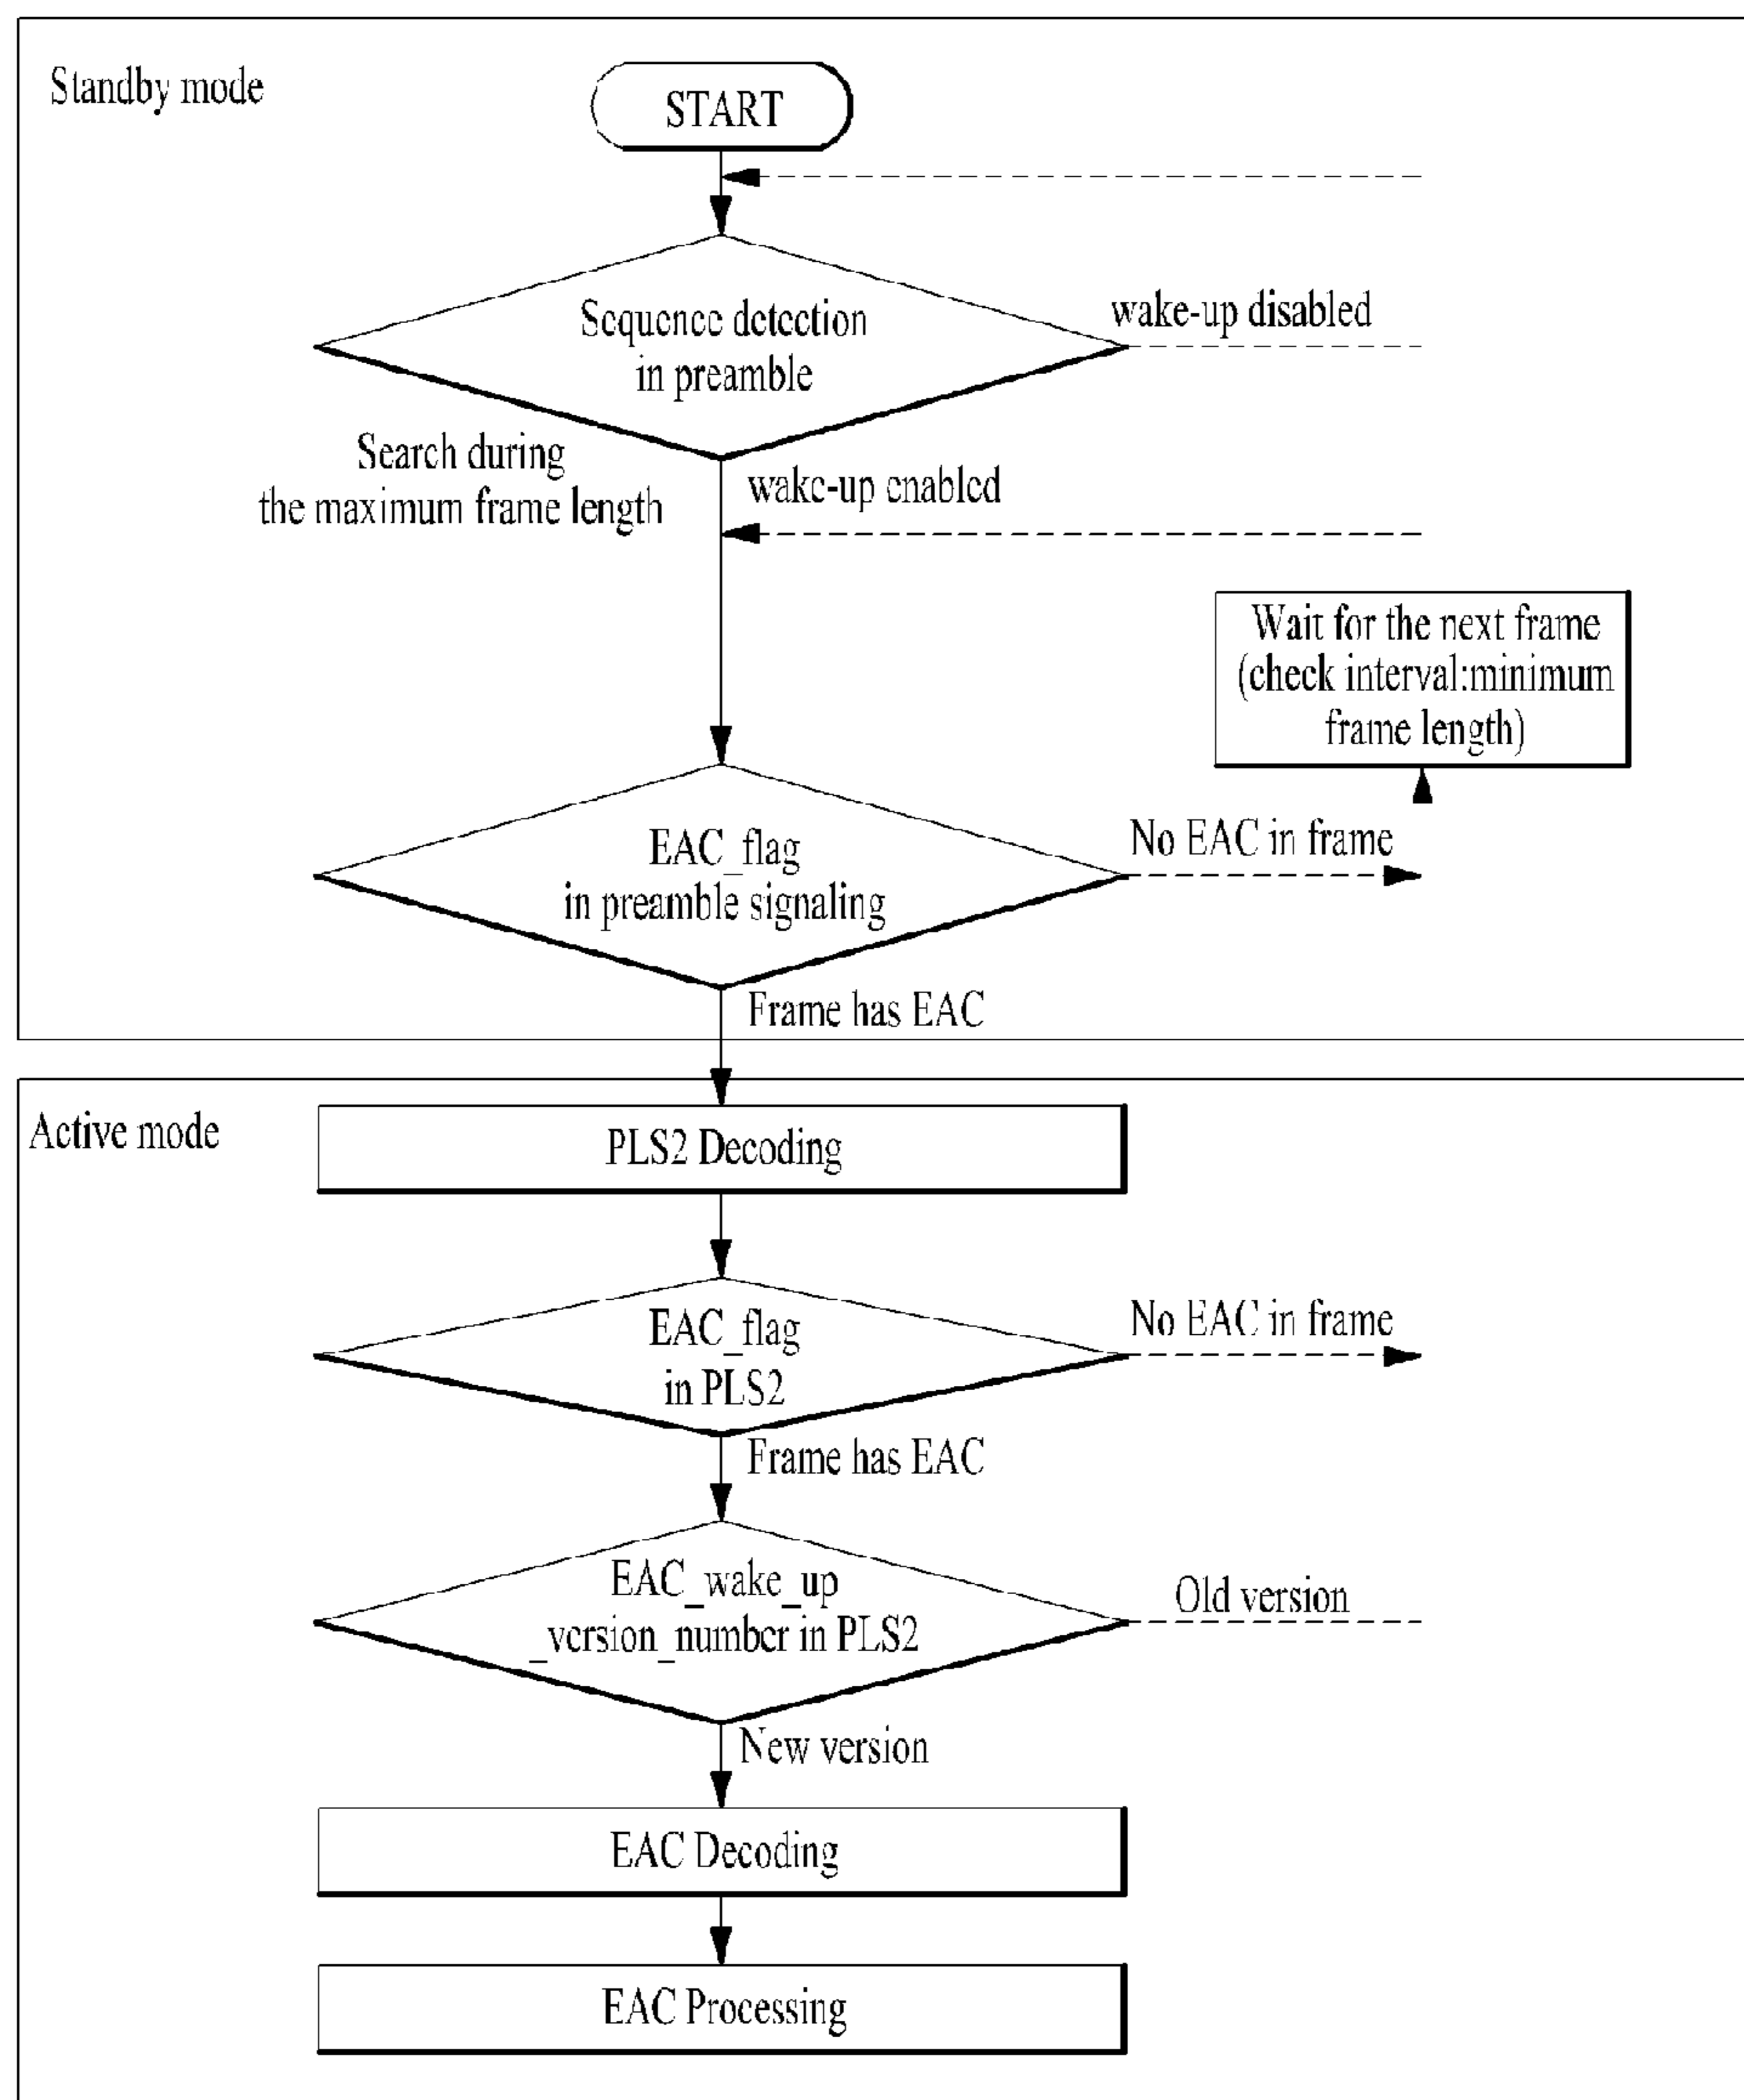 Standby mode
START
Sequence detection
in preamble
wake-up disabled
Search during
the maximum frame length
wake-up enabled
Wait for the next frame
(check interval:minimum
frame length)
EAC_flag
in preamble signaling
No EAC in frame
Frame has EAC
Active mode
PLS2 Decoding
EAC_flag
in PLS2
No EAC in frame
Frame has EAC
EAC_wake_up
_version_number in PLS2
Old version
New version
EAC Decoding
EAC Processing